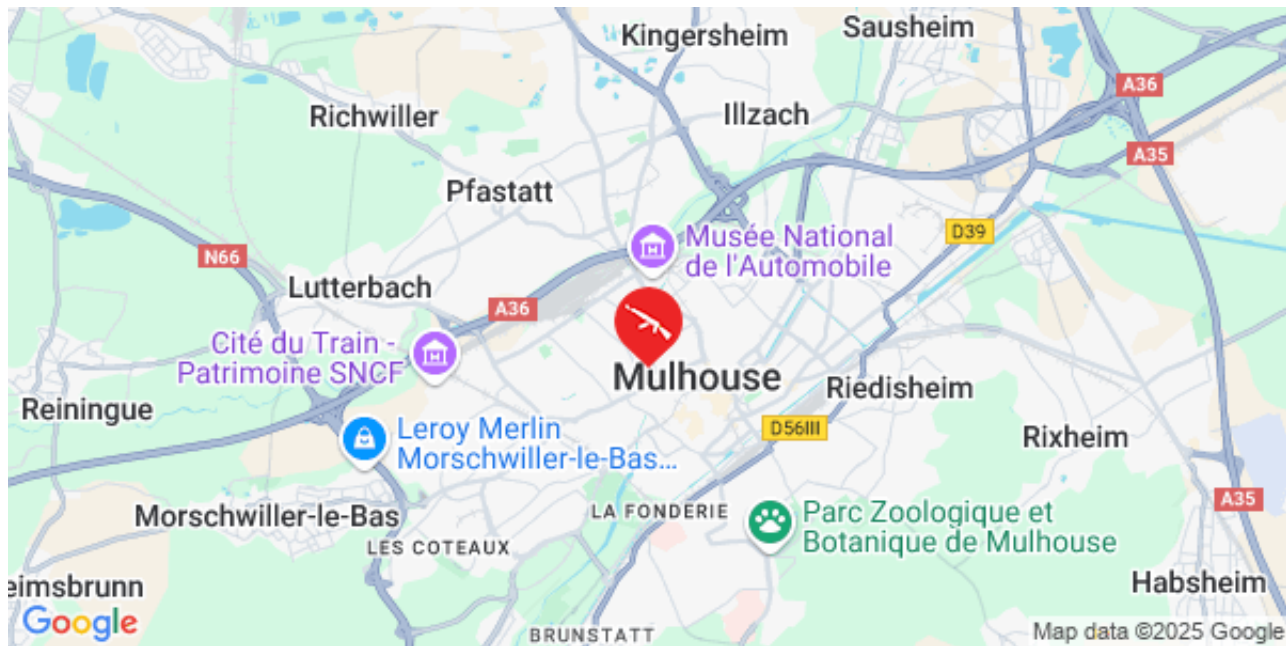 Kingersheim
Sausheim
A36
Richwiller
Illzach
A35
Pfastatt
Musée National
de l'Automobile
D39
N66
Lutterbach
A36
Cité du Train -
Patrimoine SNCF
Mulhouse
Riedisheim
Reiningue
Leroy Merlin
Morschwiller-le-Bas...
D56III
Rixheim
A35
Morschwiller-le-Bas
LA FONDERIE
Parc Zoologique et
Botanique de Mulhouse
LES COTEAUX
eimsbrunn
Habsheim
Google
BRUNSTATT
Map data ©2025 Google